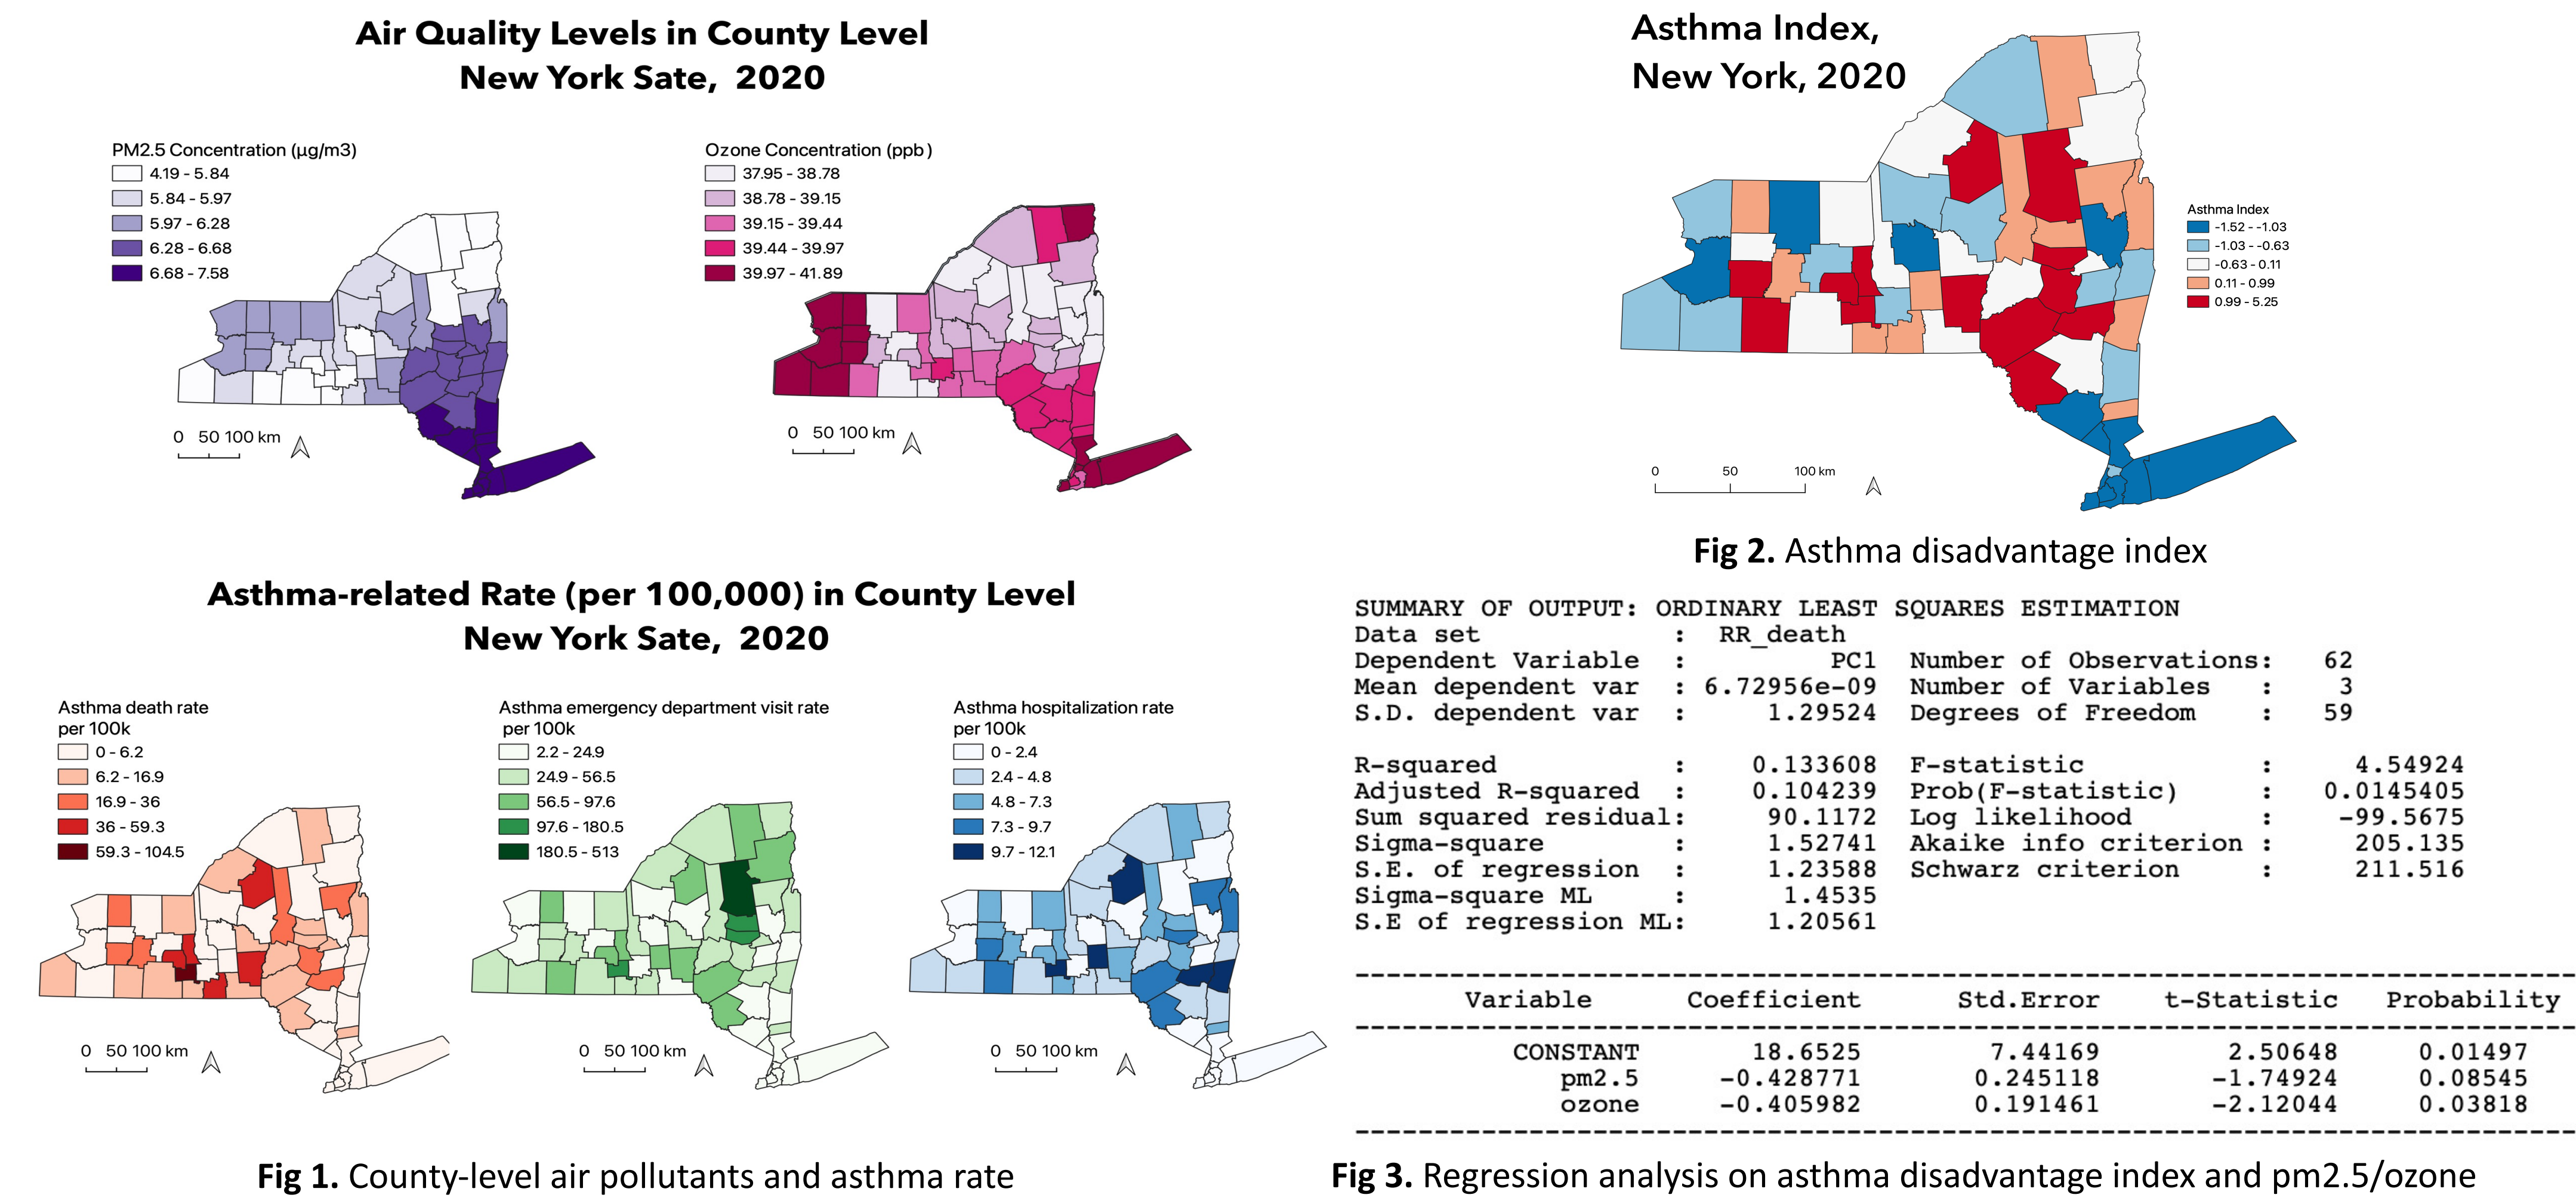 Air Quality Levels in County Level
New York Sate, 2020
PM2.5 Concentration (µg/m3)
4.19 - 5.84
5.84 - 5.97
5.97 - 6.28
6.28 - 6.68
6.68 - 7.58
0 50 100 km
Ozone Concentration (ppb)
37.95 - 38.78
38.78 - 39.15
39.15 - 39.44
39.44 - 39.97
39.97 - 41.89
0 50 100 km
Asthma-related Rate (per 100,000) in County Level
New York Sate, 2020
Asthma death rate
per 100k
0 - 6.2
6.2 - 16.9
16.9 - 36
36 - 59.3
59.3 - 104.5
0 50 100 km
Asthma emergency department visit rate
per 100k
2.2 - 24.9
24.9 - 56.5
56.5 - 97.6
97.6 - 180.5
180.5 - 513
0 50 100 km
Asthma hospitalization rate
per 100k
0 - 2.4
2.4 - 4.8
4.8 - 7.3
7.3 - 9.7
9.7 - 12.1
0 50 100 km
Fig 1. County-level air pollutants and asthma rate
Asthma Index,
New York, 2020
Asthma Index
-1.52 - -1.03
-1.03 - -0.63
-0.63 - 0.11
0.11 - 0.99
0.99 - 5.25
0 50 100 km
Fig 2. Asthma disadvantage index
SUMMARY OF OUTPUT: ORDINARY LEAST SQUARES ESTIMATION
Data set : RR_death
Dependent Variable : PC1 Number of Observations: 62
Mean dependent var : 6.72956e-09 Number of Variables : 3
S.D. dependent var : 1.29524 Degrees of Freedom : 59
R-squared : 0.133608 F-statistic : 4.54924
Adjusted R-squared : 0.104239 Prob(F-statistic) : 0.0145405
Sum squared residual: 90.1172 Log likelihood : -99.5675
Sigma-square : 1.52741 Akaike info criterion : 205.135
S.E. of regression : 1.23588 Schwarz criterion : 211.516
Sigma-square ML : 1.4535
S.E of regression ML: 1.20561
Variable Coefficient Std.Error t-Statistic Probability
CONSTANT 18.6525 7.44169 2.50648 0.01497
pm2.5 -0.428771 0.245118 -1.74924 0.08545
ozone -0.405982 0.191461 -2.12044 0.03818
Fig 3. Regression analysis on asthma disadvantage index and pm2.5/ozone